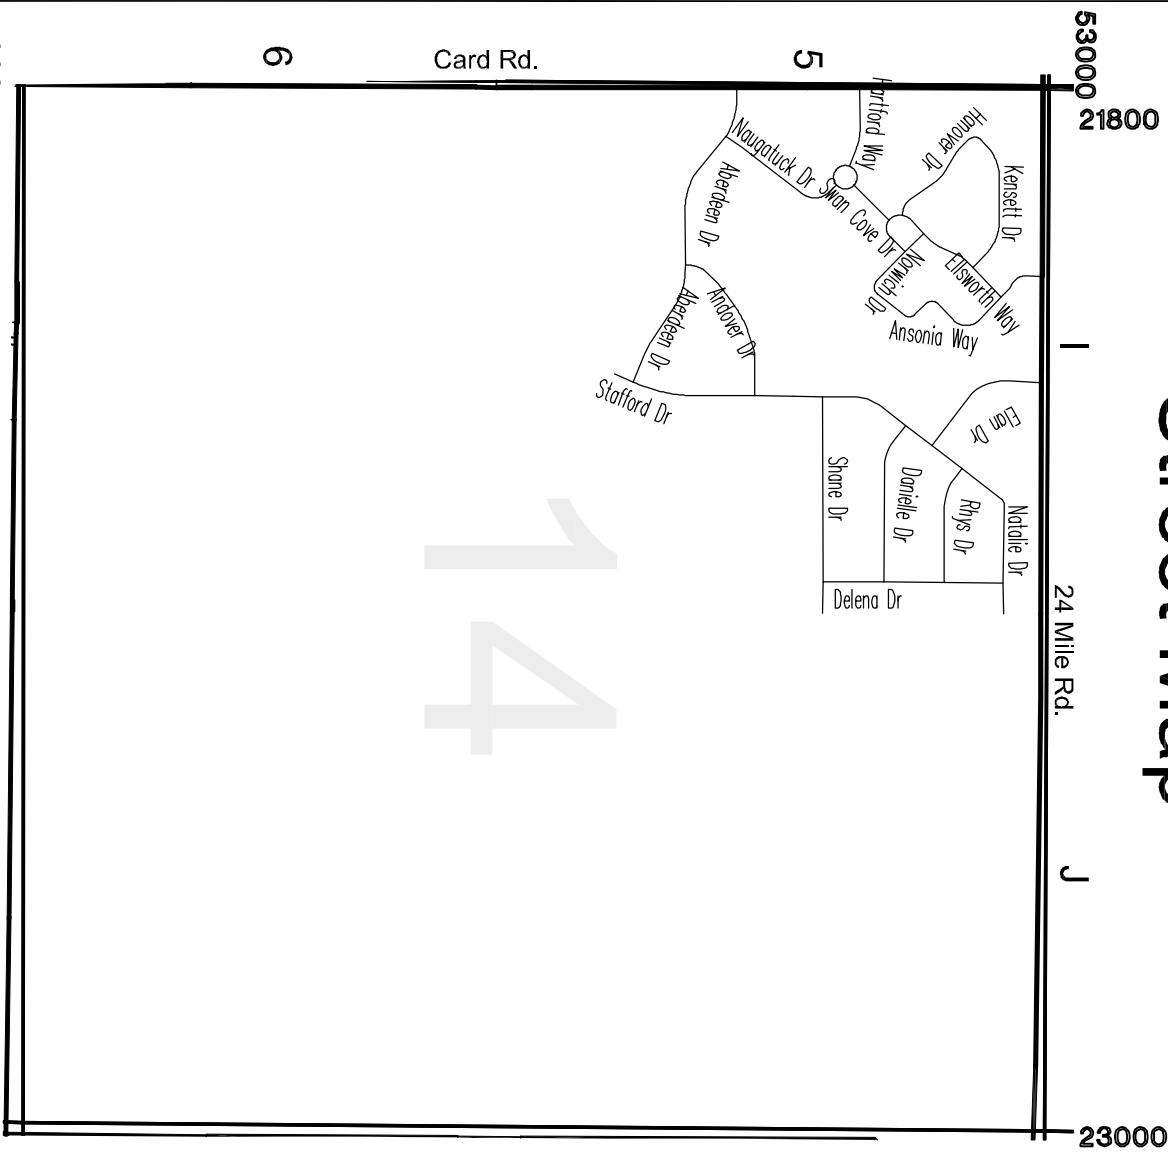 53000
21800
6
Card Rd.
5
Hartford Way
Hanover Dr
Kensett Dr
Naugatuck Dr
Swan Cove Dr
Aberdeen Dr
Norwich Dr
Ellsworth Way
Aberdeen Dr
Andover Dr
Ansonia Way
I
Stafford Dr
Elan Dr
Shane Dr
Danielle Dr
Rhys Dr
Natalie Dr
Delena Dr
24 Mile Rd.
14
J
23000